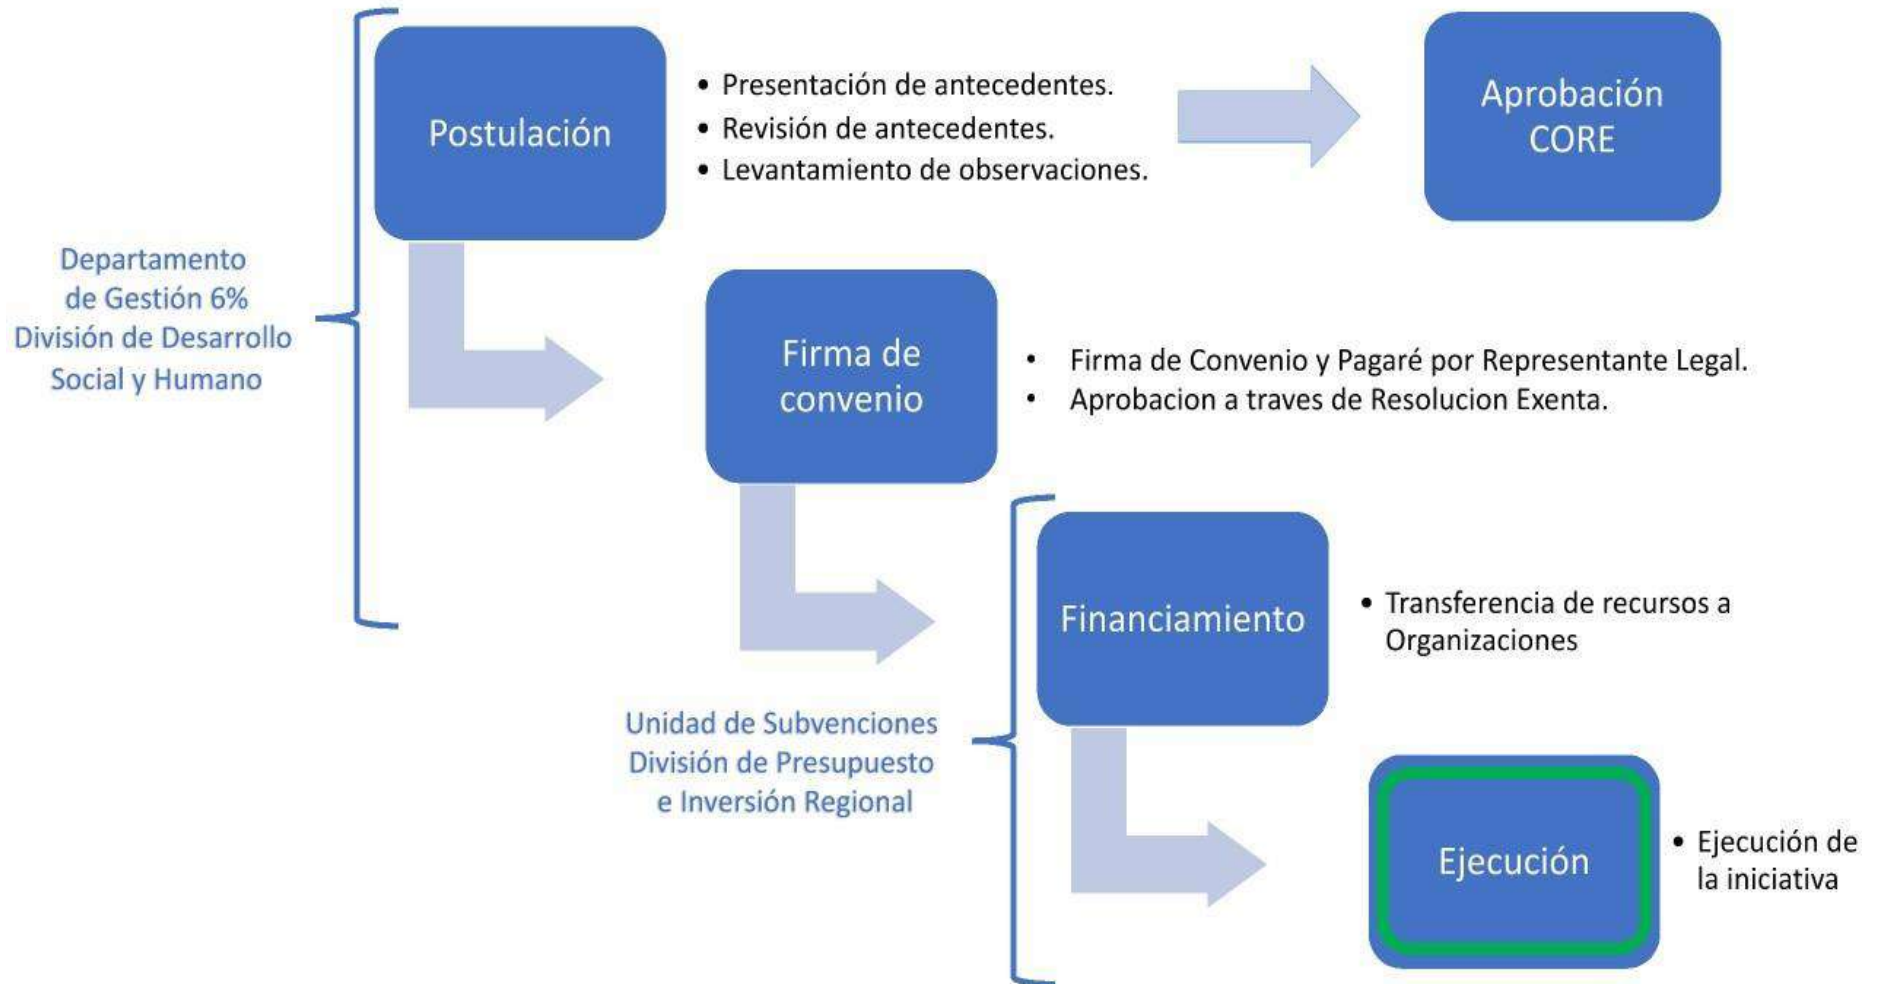 Postulación
• Presentación de antecedentes.
• Revisión de antecedentes.
• Levantamiento de observaciones.
Aprobación
CORE
Departamento
de Gestión 6%
División de Desarrollo
Social y Humano
Firma de
convenio
• Firma de Convenio y Pagaré por Representante Legal.
• Aprobacion a traves de Resolucion Exenta.
Financiamiento
• Transferencia de recursos a
Organizaciones
Unidad de Subvenciones
División de Presupuesto
e Inversión Regional
Ejecución
• Ejecución de
la iniciativa